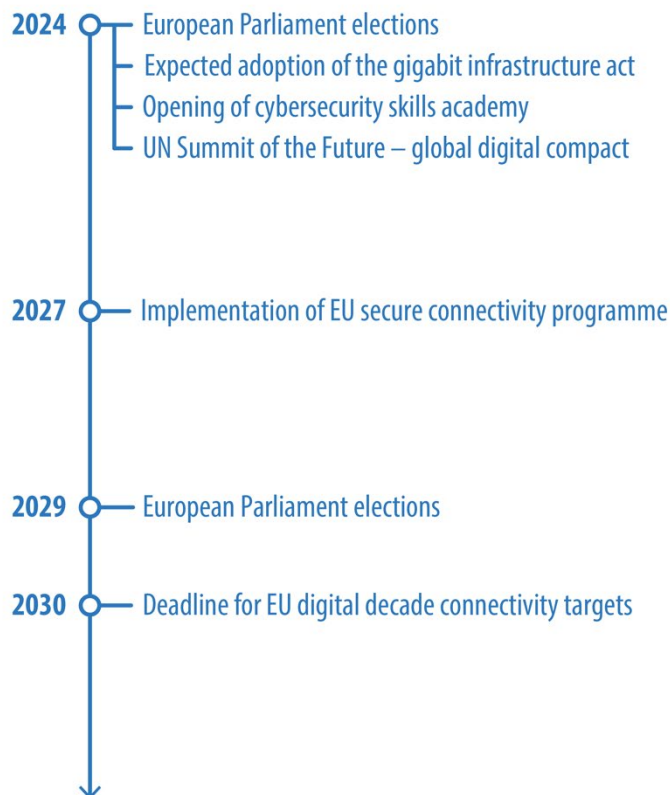 2024 European Parliament elections
Expected adoption of the gigabit infrastructure act
Opening of cybersecurity skills academy
UN Summit of the Future – global digital compact
2027 Implementation of EU secure connectivity programme
2029 European Parliament elections
2030 Deadline for EU digital decade connectivity targets